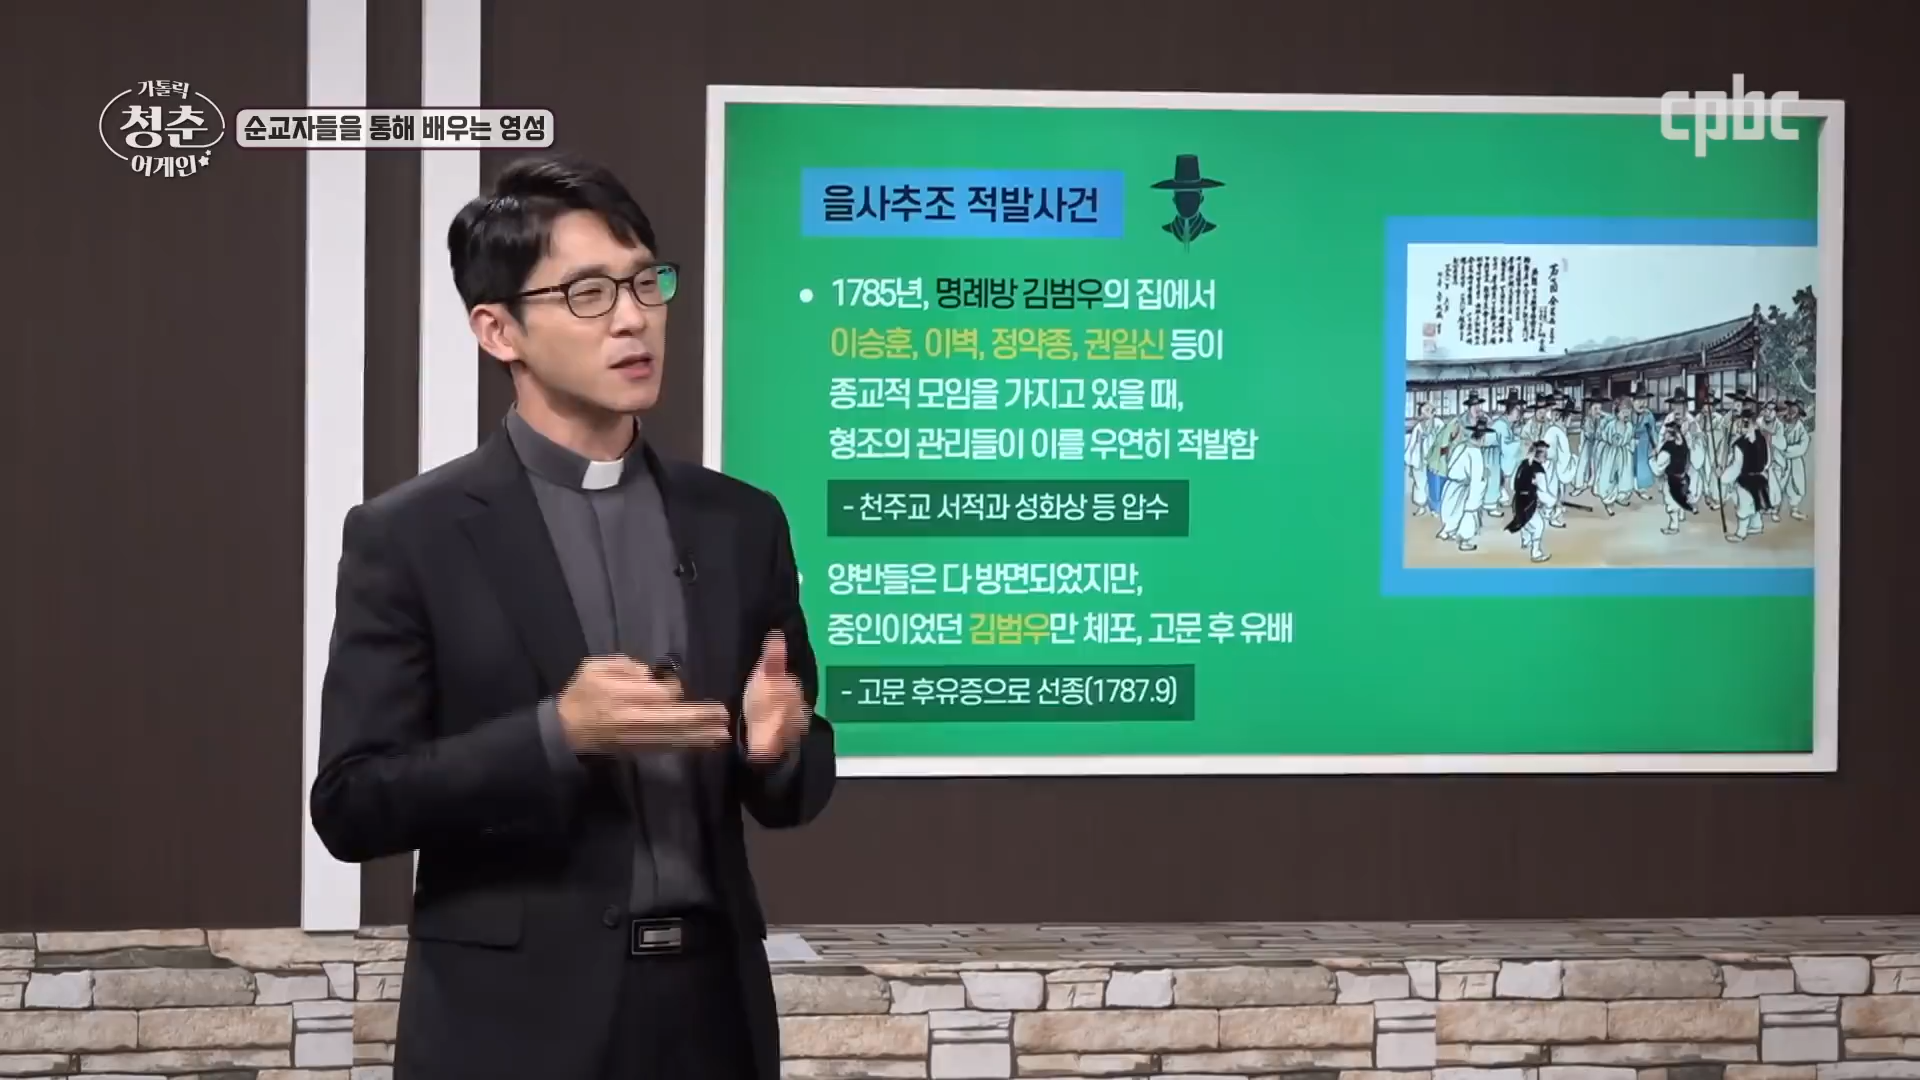 가톨릭
청춘
어게인
순교자들을 통해 배우는 영성
cpbc
을사추조 적발사건
1785년, 명례방 김범우의 집에서
이승훈, 이벽, 정약종, 권일신 등이
종교적 모임을 가지고 있을 때,
형조의 관리들이 이를 우연히 적발함
- 천주교 서적과 성화상 등 압수
양반들은 다 방면되었지만,
중인이었던 김범우만 체포, 고문 후 유배
- 고문 후유증으로 선종(1787.9)